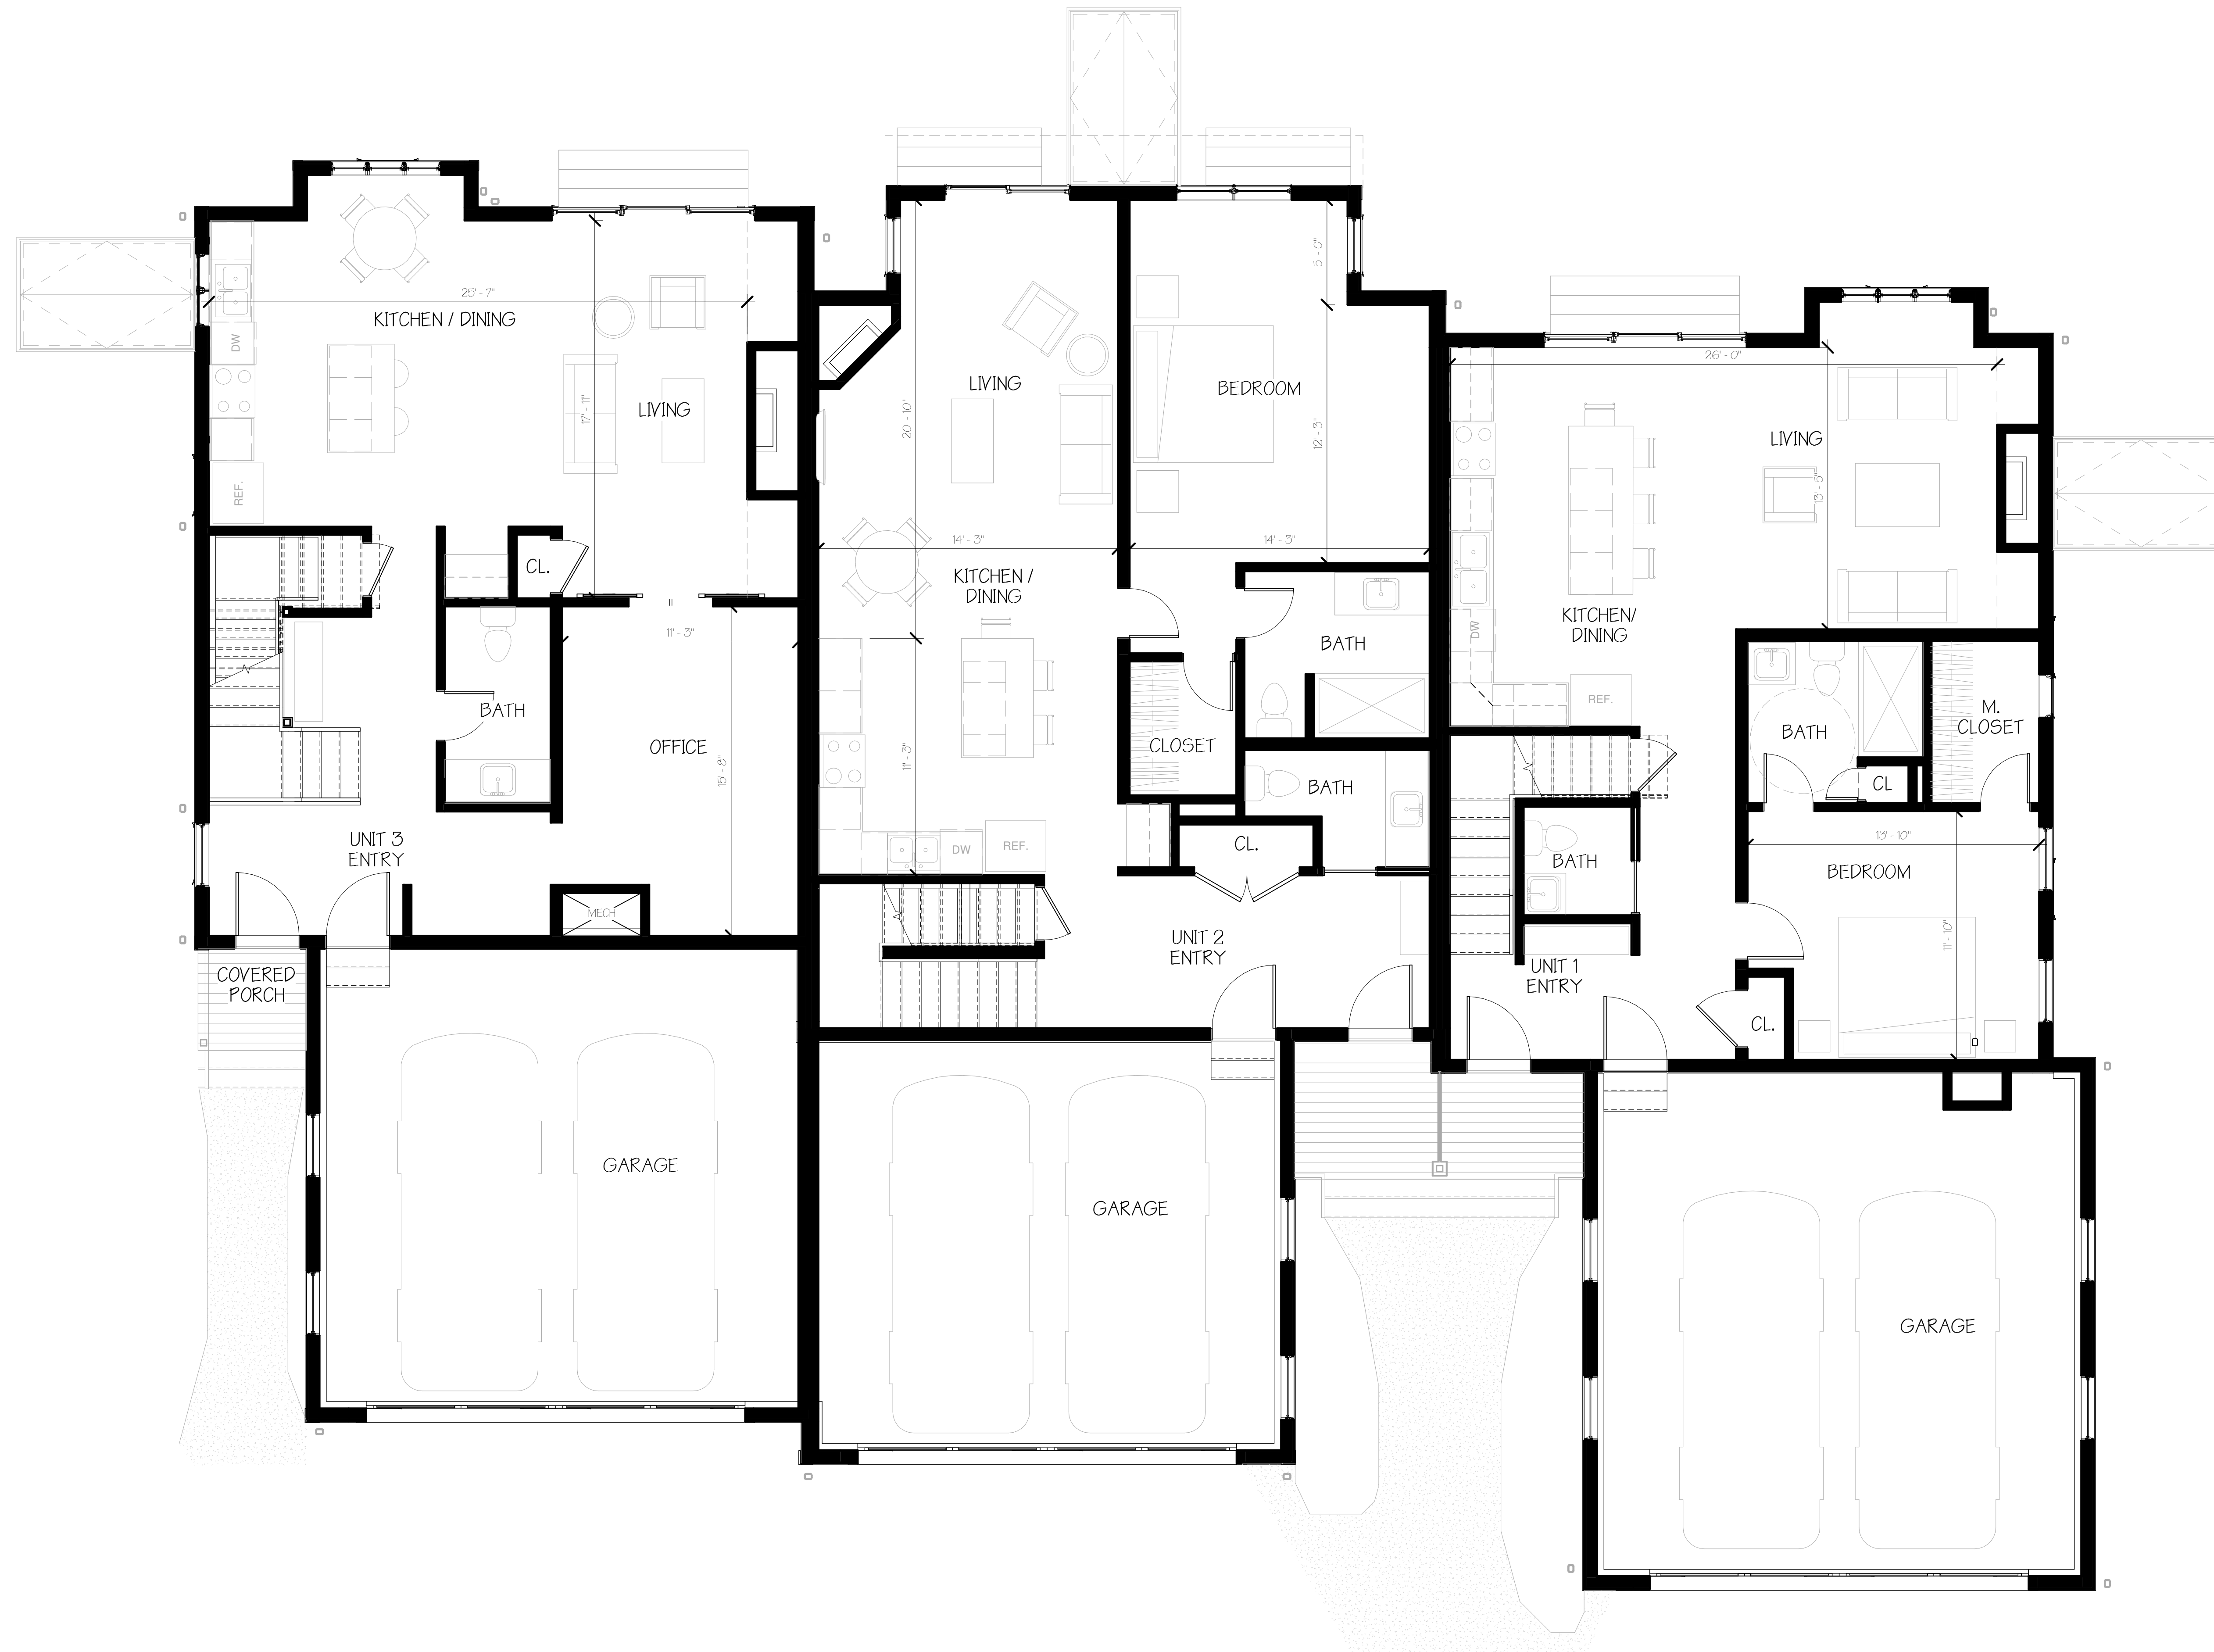 25' - 7"
KITCHEN / DINING
DW
REF.
17' - 11"
LIVING
CL.
BATH
11' - 3"
OFFICE
15' - 8"
UNIT 3
ENTRY
MECH
COVERED
PORCH
GARAGE
LIVING
20' - 10"
14' - 3"
KITCHEN /
DINING
11' - 3"
DW
REF.
5' - 0"
BEDROOM
12' - 3"
14' - 3"
BATH
CLOSET
BATH
CL.
UNIT 2
ENTRY
GARAGE
26' - 0"
LIVING
13' - 5"
KITCHEN/
DINING
DW
REF.
BATH
M.
CLOSET
CL
BATH
13' - 10"
BEDROOM
11' - 10"
UNIT 1
ENTRY
CL.
GARAGE